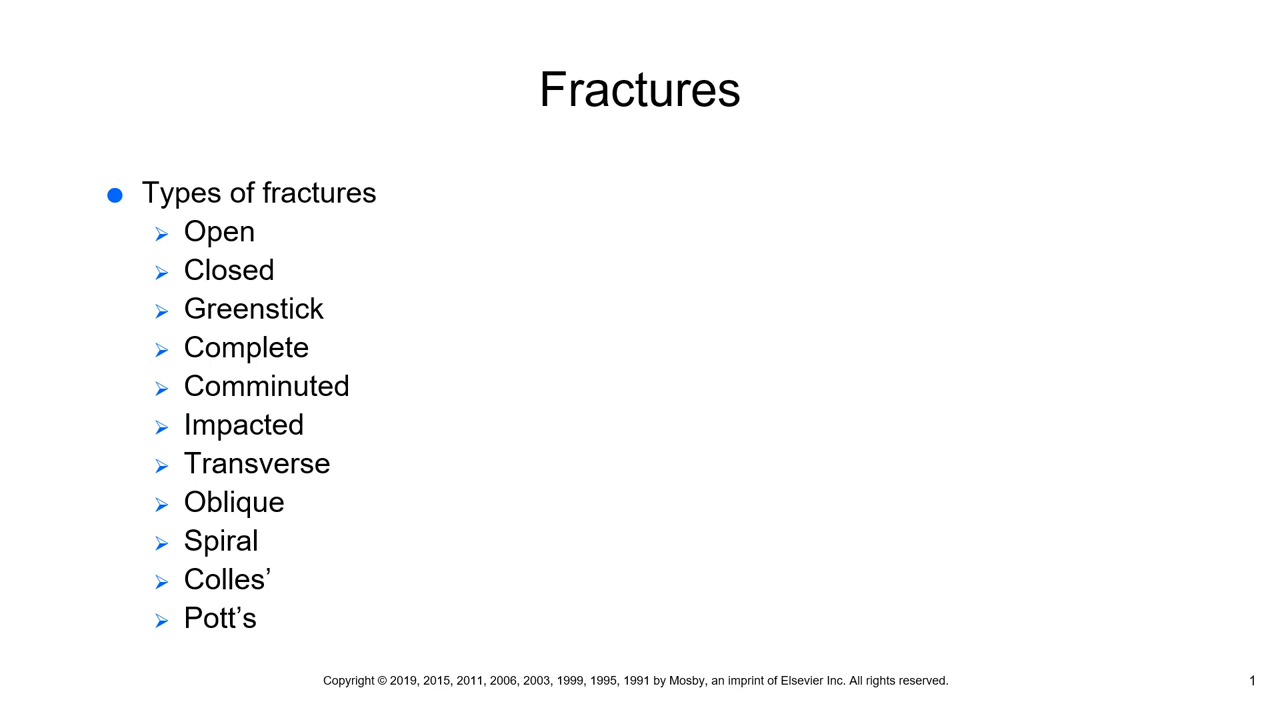 Fractures
Types of fractures
Open
Closed
Greenstick
Complete
Comminuted
Impacted
Transverse
Oblique
Spiral
Colles’
Pott’s
Copyright © 2019, 2015, 2011, 2006, 2003, 1999, 1995, 1991 by Mosby, an imprint of Elsevier Inc. All rights reserved.
1